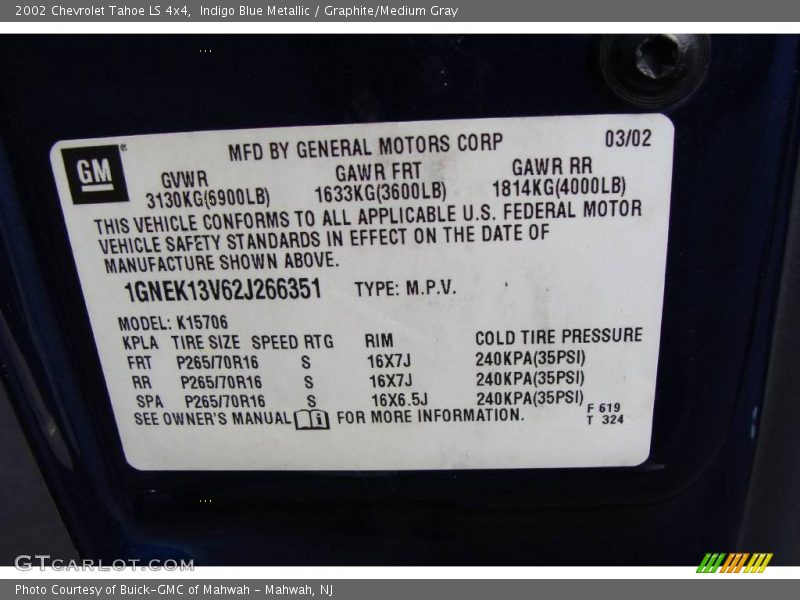 2002 Chevrolet Tahoe LS 4x4, Indigo Blue Metallic / Graphite/Medium Gray
GM®
MFD BY GENERAL MOTORS CORP 03/02
GVWR GAWR FRT GAWR RR
3130KG(6900LB) 1633KG(3600LB) 1814KG(4000LB)
THIS VEHICLE CONFORMS TO ALL APPLICABLE U.S. FEDERAL MOTOR
VEHICLE SAFETY STANDARDS IN EFFECT ON THE DATE OF
MANUFACTURE SHOWN ABOVE.
1GNEK13V62J266351 TYPE: M.P.V.
MODEL: K15706
KPLA TIRE SIZE SPEED RTG RIM COLD TIRE PRESSURE
FRT P265/70R16 S 16X7J 240KPA(35PSI)
RR P265/70R16 S 16X7J 240KPA(35PSI)
SPA P265/70R16 S 16X6.5J 240KPA(35PSI)
SEE OWNER'S MANUAL i FOR MORE INFORMATION.
F 619
T 324
GTCARLOT.COM
Photo Courtesy of Buick-GMC of Mahwah - Mahwah, NJ